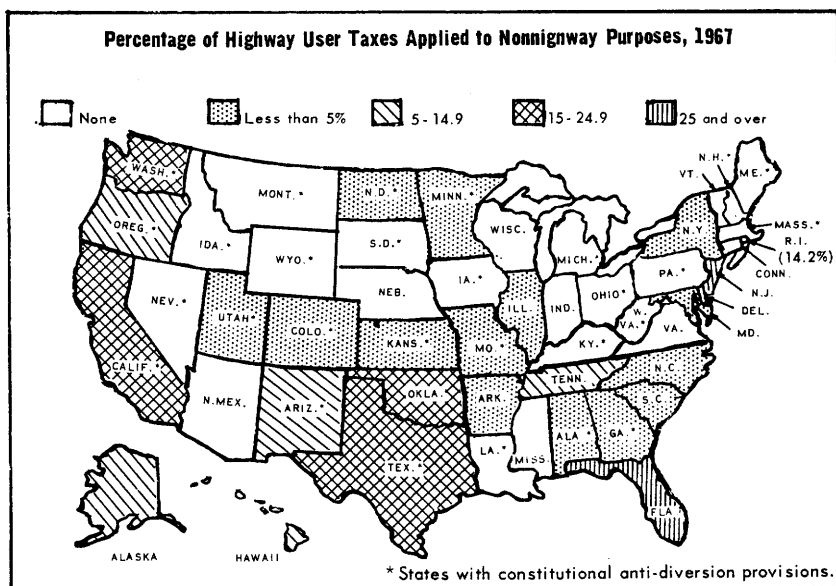 Percentage of Highway User Taxes Applied to Nonnignway Purposes, 1967
None Less than 5% 5-14.9 15-24.9 25 and over
WASH.*
OREG.*
CALIF.*
IDA.*
NEV.*
MONT.*
WYO.*
UTAH*
COLO.*
N.MEX.
ARIZ.*
N.D.*
S.D.*
NEB.
KANS.*
OKLA.
TEX.*
MINN.*
IA.*
MO.*
ARK.
LA.*
WISC.
ILL.
MICH.*
IND.
OHIO*
KY.*
TENN.
MISS.
ALA.*
GA.*
FLA.
S.C.
N.C.
VA.
W.
VA.*
PA.*
N.Y.
VT.
N.H.*
ME.*
MASS.*
R.I.
(14.2%)
CONN.
N.J.
DEL.
MD.
ALASKA
HAWAII
* States with constitutional anti-diversion provisions.